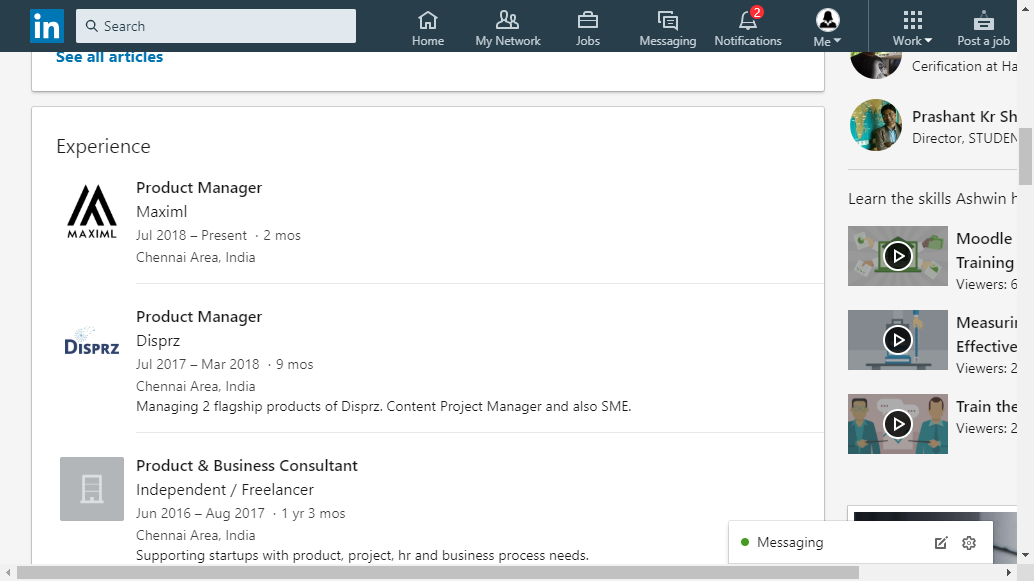 in
Search
Home
My Network
Jobs
Messaging
2
Notifications
Me
Work
Post a job
See all articles
Experience
MAXIML
Product Manager
Maximl
Jul 2018 – Present · 2 mos
Chennai Area, India
DISPRZ
Product Manager
Disprz
Jul 2017 – Mar 2018 · 9 mos
Chennai Area, India
Managing 2 flagship products of Disprz. Content Project Manager and also SME.
Product & Business Consultant
Independent / Freelancer
Jun 2016 – Aug 2017 · 1 yr 3 mos
Chennai Area, India
Supporting startups with product, project, hr and business process needs.
Cerification at Ha
Prashant Kr Sh
Director, STUDEN
Learn the skills Ashwin h
Moodle
Training
Viewers: 6
Measurin
Effective
Viewers: 2
Train the
Viewers: 2
Messaging